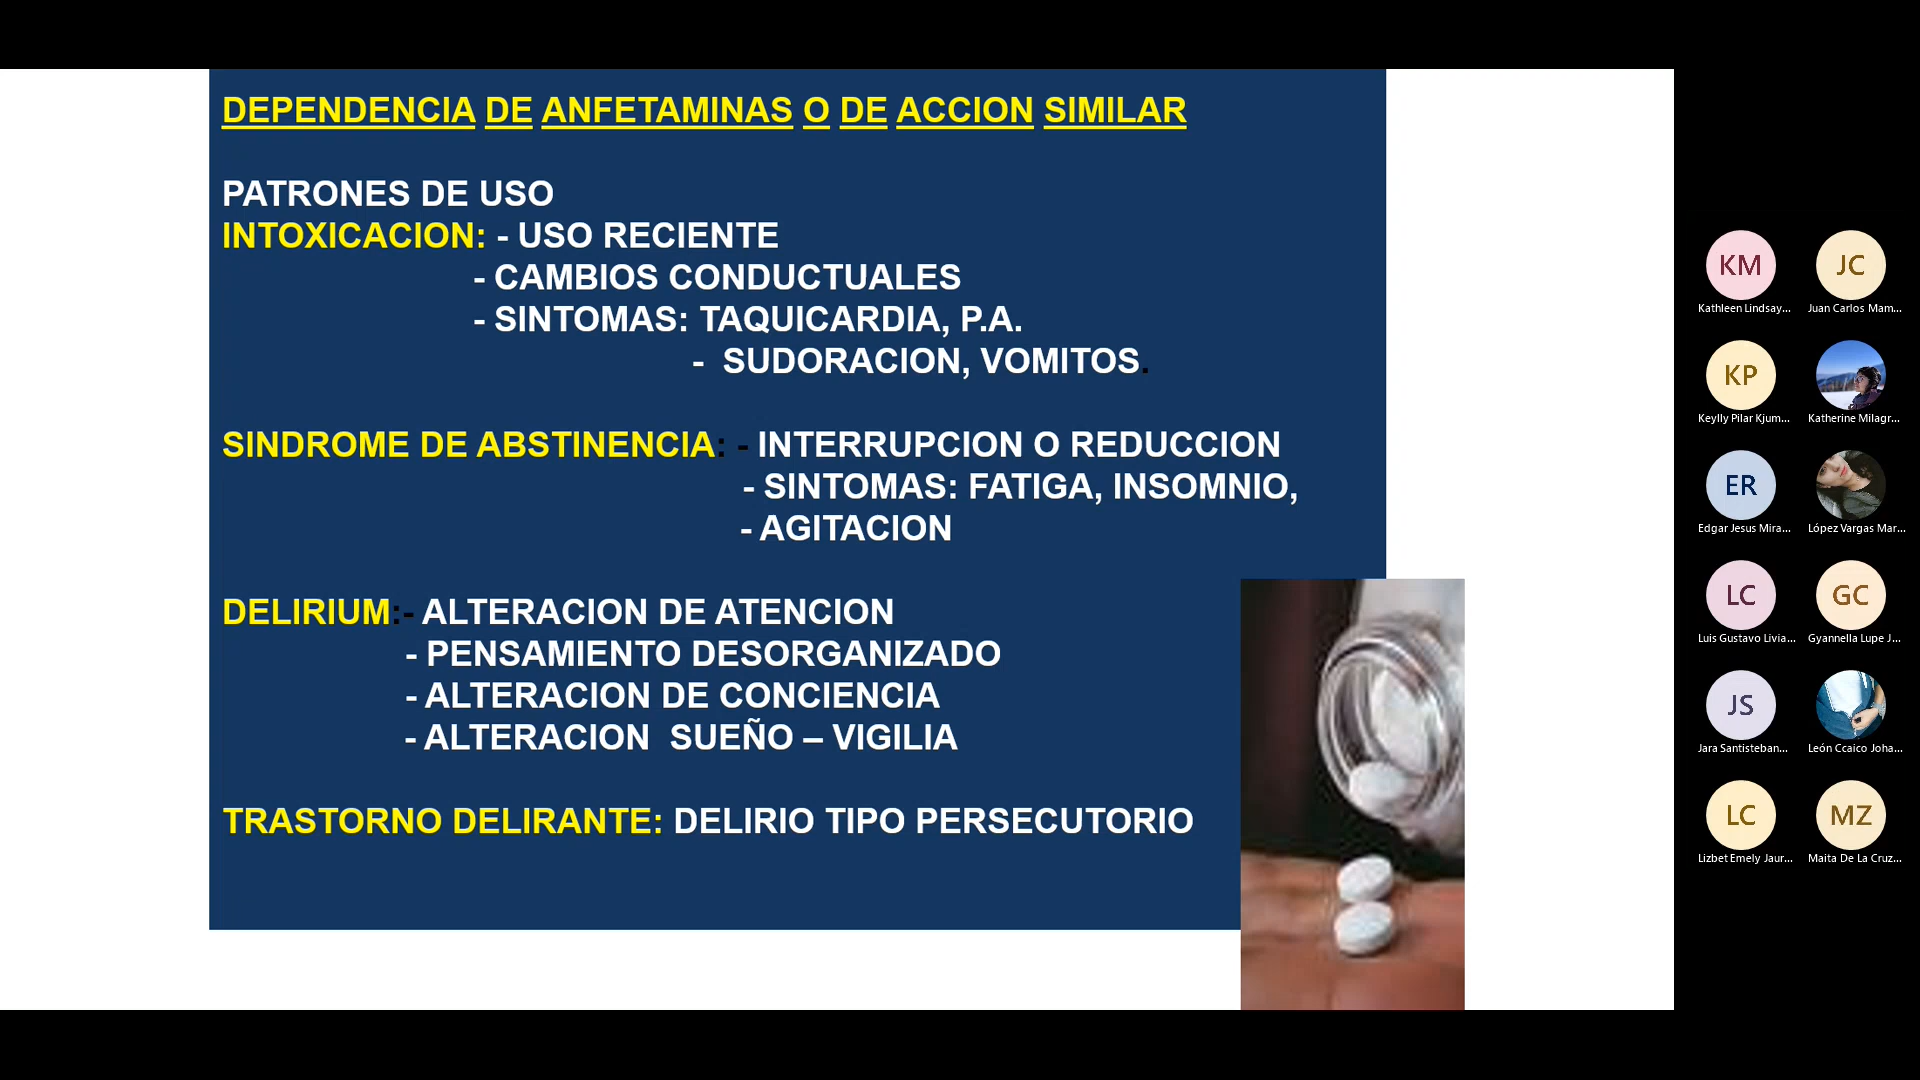 DEPENDENCIA DE ANFETAMINAS O DE ACCION SIMILAR
PATRONES DE USO
INTOXICACION: - USO RECIENTE
- CAMBIOS CONDUCTUALES
- SINTOMAS: TAQUICARDIA, P.A.
- SUDORACION, VOMITOS.
SINDROME DE ABSTINENCIA: - INTERRUPCION O REDUCCION
- SINTOMAS: FATIGA, INSOMNIO,
- AGITACION
DELIRIUM:- ALTERACION DE ATENCION
- PENSAMIENTO DESORGANIZADO
- ALTERACION DE CONCIENCIA
- ALTERACION SUEÑO – VIGILIA
TRASTORNO DELIRANTE: DELIRIO TIPO PERSECUTORIO
KM
Kathleen Lindsay...
JC
Juan Carlos Mam...
KP
Keylly Pilar Kjum...
Katherine Milagr...
ER
Edgar Jesus Mira...
López Vargas Mar...
LC
Luis Gustavo Livia...
GC
Gyannella Lupe J...
JS
Jara Santisteban...
León Ccaico Joha...
LC
Lizbet Emely Jaur...
MZ
Maita De La Cruz...